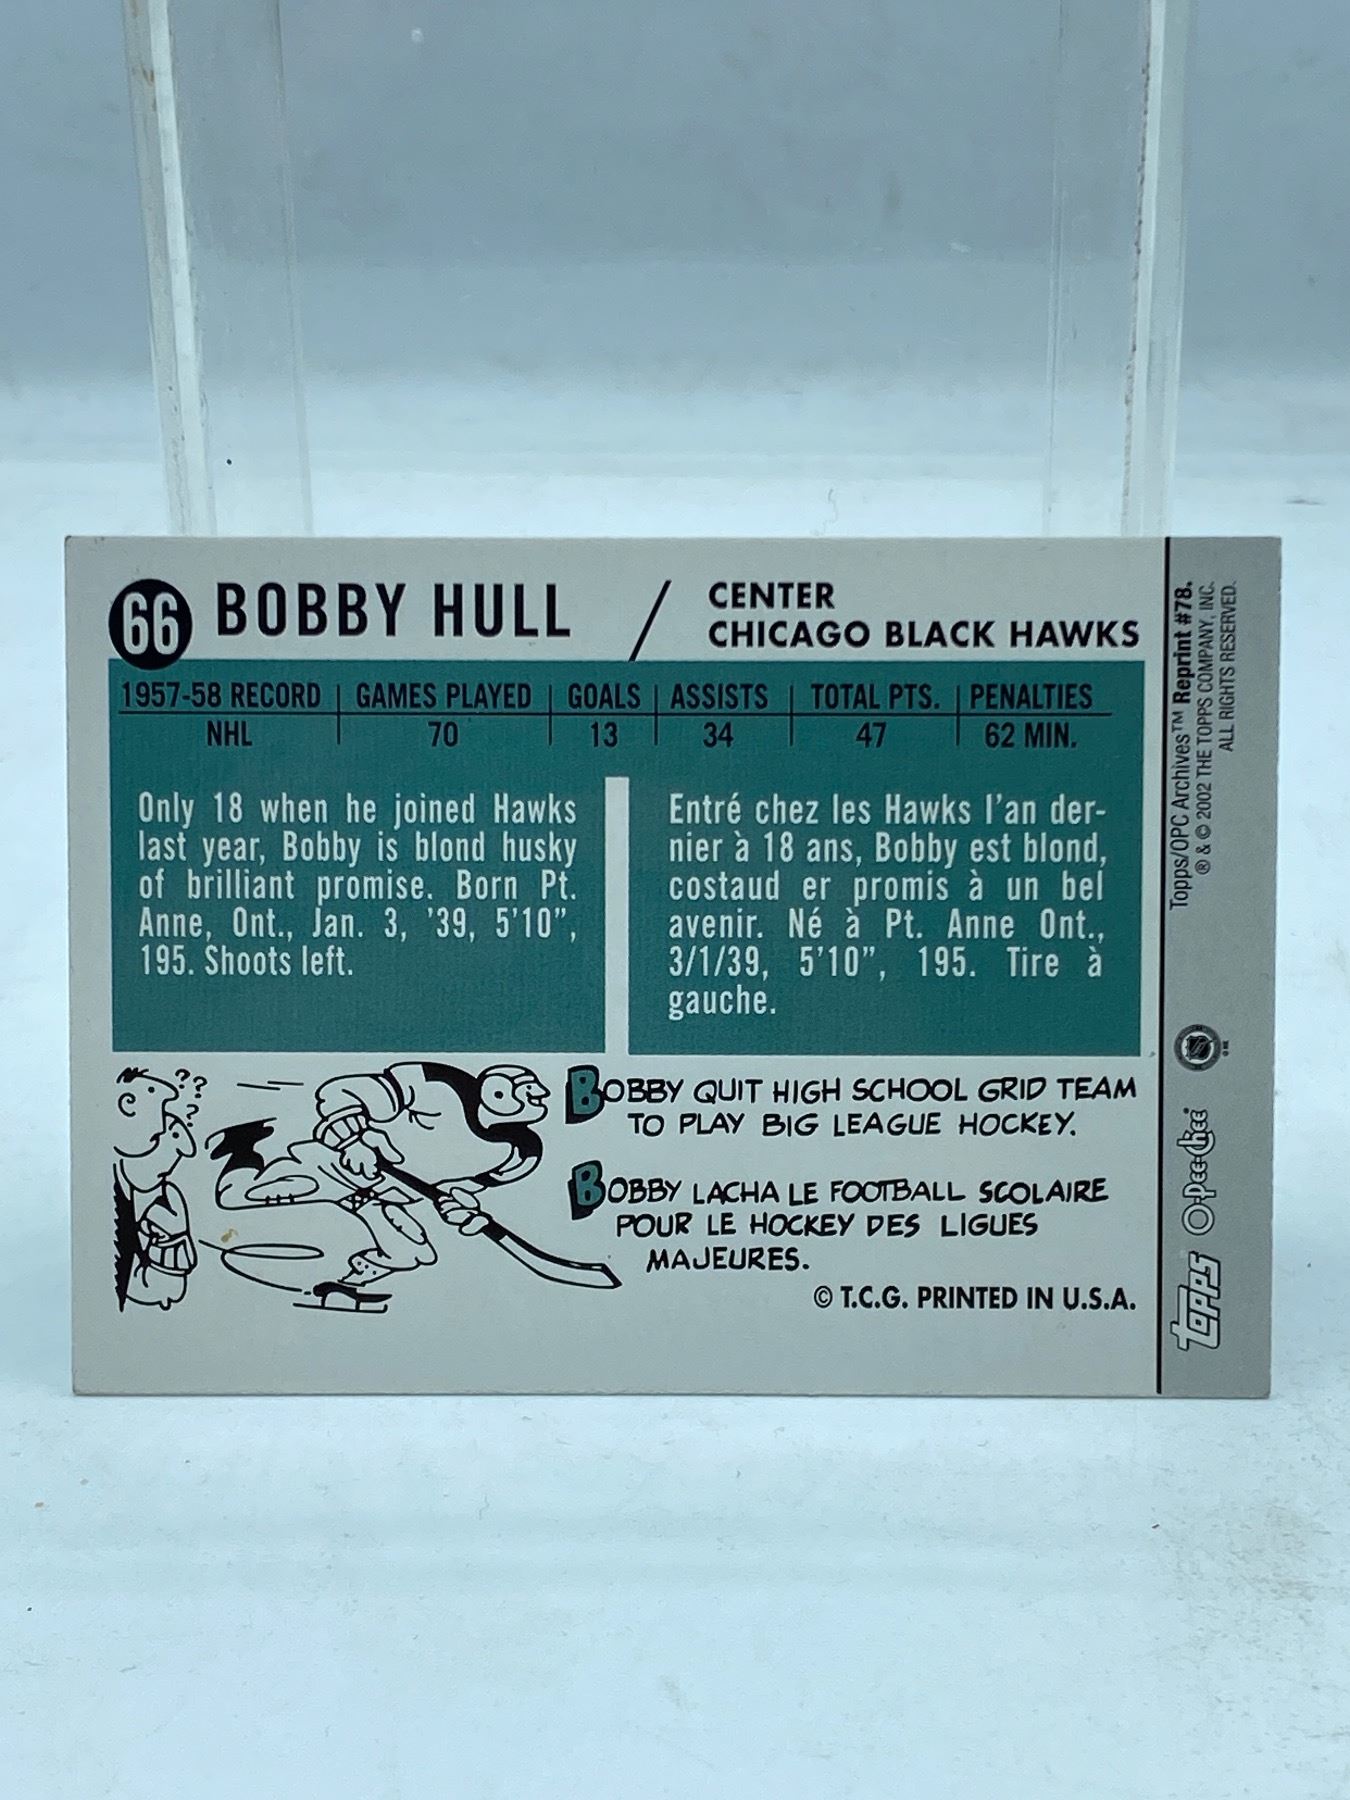 66 BOBBY HULL / CENTER
CHICAGO BLACK HAWKS
1957-58 RECORD | GAMES PLAYED | GOALS | ASSISTS | TOTAL PTS. | PENALTIES
NHL | 70 | 13 | 34 | 47 | 62 MIN.
Only 18 when he joined Hawks
last year, Bobby is blond husky
of brilliant promise. Born Pt.
Anne, Ont., Jan. 3, '39, 5'10",
195. Shoots left.
Entré chez les Hawks l'an der-
nier à 18 ans, Bobby est blond,
costaud er promis à un bel
avenir. Né à Pt. Anne Ont.,
3/1/39, 5'10", 195. Tire à
gauche.
? ? ?
BOBBY QUIT HIGH SCHOOL GRID TEAM
TO PLAY BIG LEAGUE HOCKEY.
BOBBY LACHA LE FOOTBALL SCOLAIRE
POUR LE HOCKEY DES LIGUES
MAJEURES.
© T.C.G. PRINTED IN U.S.A.
Topps/OPC Archives™ Reprint #78.
® & © 2002 THE TOPPS COMPANY, INC.
ALL RIGHTS RESERVED.
NHL
O-Pee-Chee®
Topps